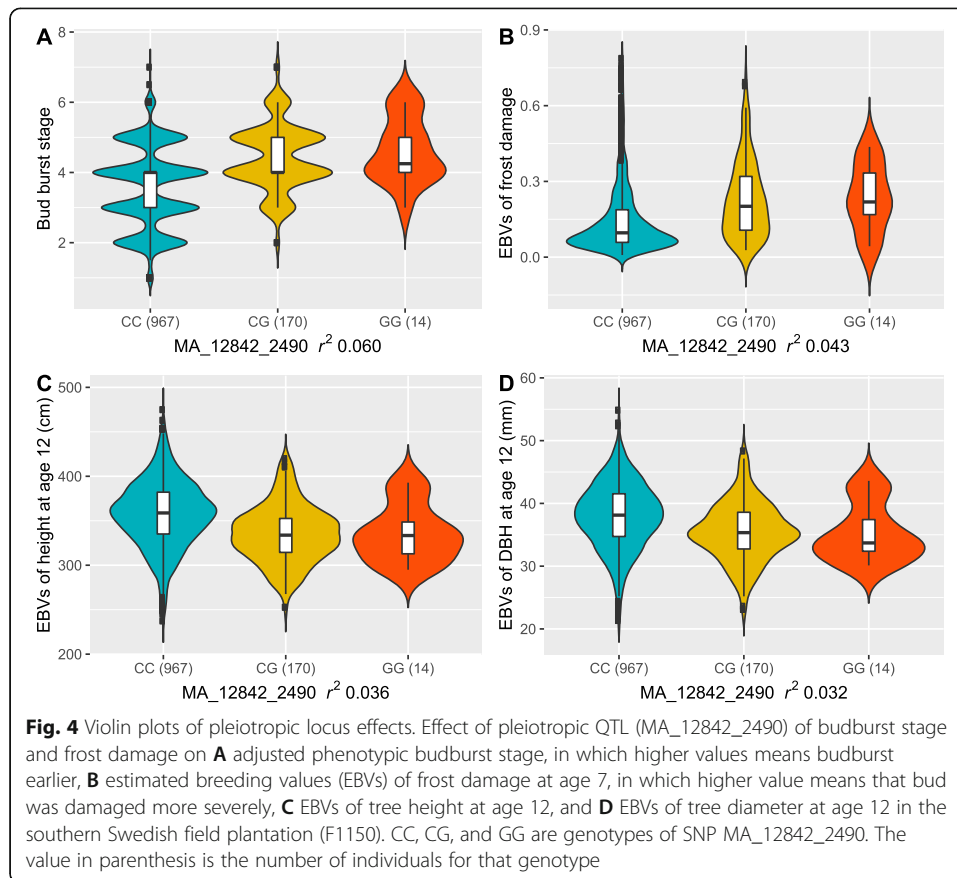 A
Bud burst stage
8
6
4
2
CC (967) CG (170) GG (14)
MA_12842_2490 r² 0.060
B
EBVs of frost damage
0.9
0.6
0.3
0.0
CC (967) CG (170) GG (14)
MA_12842_2490 r² 0.043
C
EBVs of height at age 12 (cm)
500
400
300
200
CC (967) CG (170) GG (14)
MA_12842_2490 r² 0.036
D
EBVs of DBH at age 12 (mm)
60
50
40
30
20
CC (967) CG (170) GG (14)
MA_12842_2490 r² 0.032
Fig. 4 Violin plots of pleiotropic locus effects. Effect of pleiotropic QTL (MA_12842_2490) of budburst stage
and frost damage on A adjusted phenotypic budburst stage, in which higher values means budburst
earlier, B estimated breeding values (EBVs) of frost damage at age 7, in which higher value means that bud
was damaged more severely, C EBVs of tree height at age 12, and D EBVs of tree diameter at age 12 in the
southern Swedish field plantation (F1150). CC, CG, and GG are genotypes of SNP MA_12842_2490. The
value in parenthesis is the number of individuals for that genotype